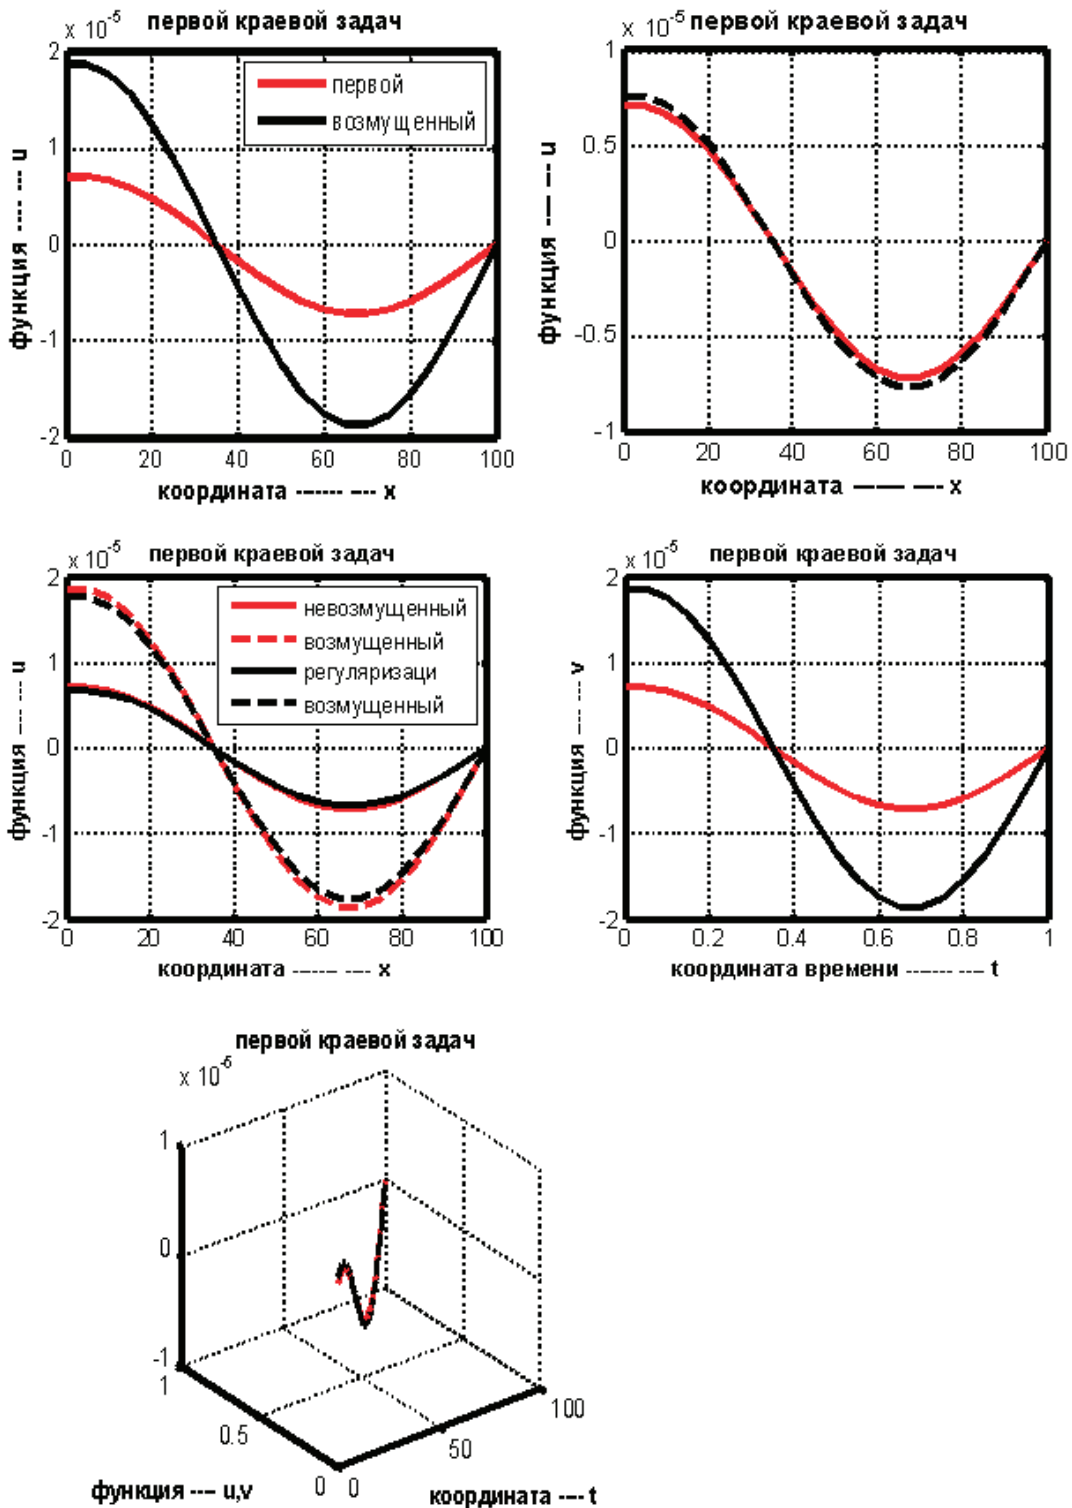 x 10-5 первой краевой задач
2
1
0
-1
-2
функция ---- --- u
первой
возмущенный
0 20 40 60 80 100
координата ------- ---- x
x 10-5 первой краевой задач
1
0.5
0
-0.5
-1
функция ---- --- u
0 20 40 60 80 100
координата ------- ---- x
x 10-5 первой краевой задач
2
1
0
-1
-2
функция ------- ---- u
невозмущенный
возмущенный
регуляризаци
возмущенный
0 20 40 60 80 100
координата ------- ---- x
x 10-5 первой краевой задач
2
1
0
-1
-2
функция ------- ---- v
0 0.2 0.4 0.6 0.8 1
координата времени ------- ---- t
первой краевой задач
x 10-5
1
0
-1
1
0.5
0
0
50
100
функция ---- u,v
координата ---- t